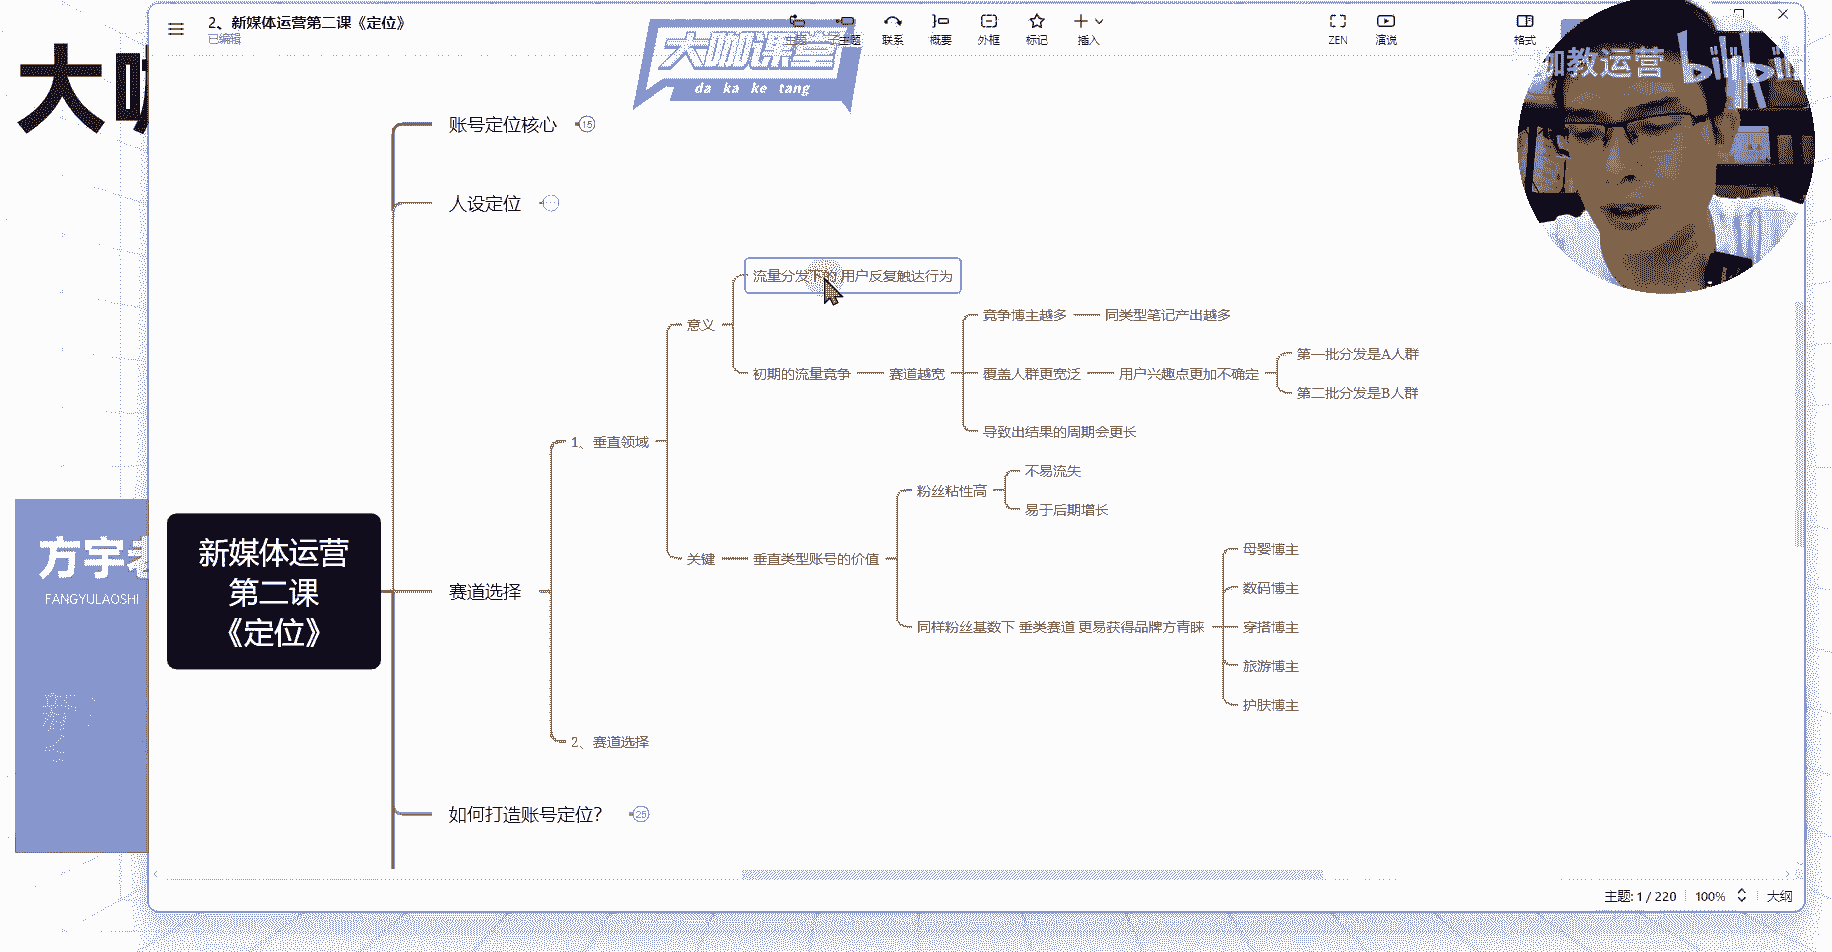 2、新媒体运营第二课《定位》
已编辑
主题
子主题
联系
概要
外框
标记
插入
ZEN
演说
格式
大咖课堂
da ka ke tang
咖教运营 bilibili
大咖
方宇老
FANGYULAOSHI
新媒体运营
第二课
《定位》
账号定位核心 15
人设定位
赛道选择
1、垂直领域
意义
流量分发下的 用户反复触达行为
初期的流量竞争
赛道越宽
竞争博主越多
同类型笔记产出越多
覆盖人群更宽泛
用户兴趣点更加不确定
第一批分发是A人群
第二批分发是B人群
导致出结果的周期会更长
关键
垂直类型账号的价值
粉丝粘性高
不易流失
易于后期增长
同样粉丝基数下 垂类赛道 更易获得品牌方青睐
母婴博主
数码博主
穿搭博主
旅游博主
护肤博主
2、赛道选择
如何打造账号定位? 25
主题: 1 / 220
100%
大纲